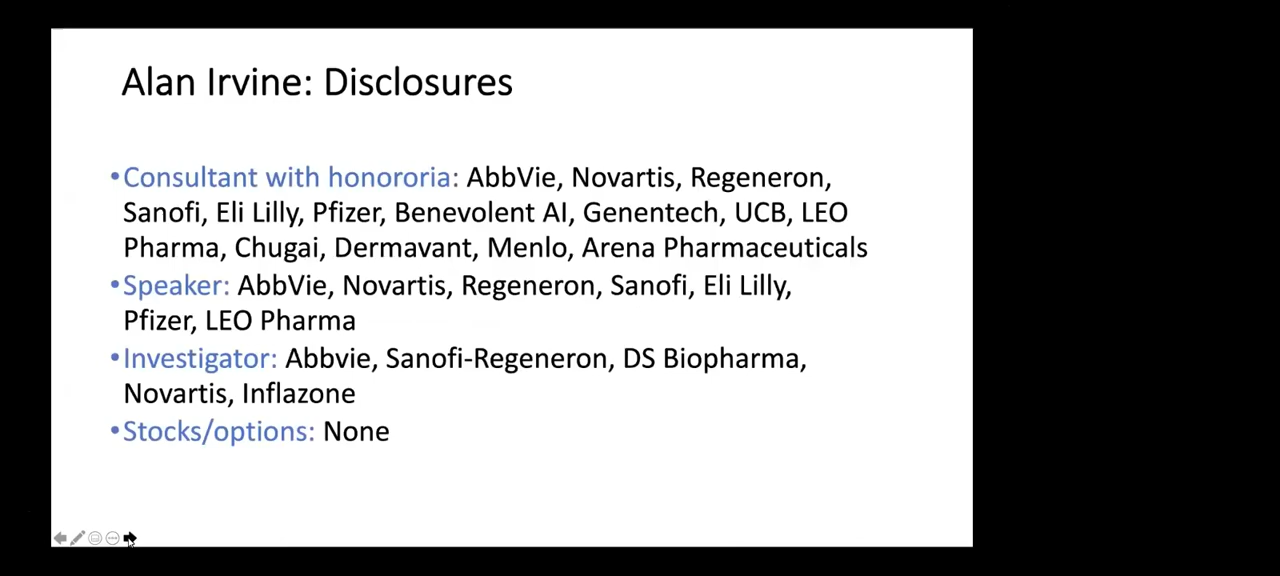 Alan Irvine: Disclosures
•Consultant with honororia: AbbVie, Novartis, Regeneron,
Sanofi, Eli Lilly, Pfizer, Benevolent AI, Genentech, UCB, LEO
Pharma, Chugai, Dermavant, Menlo, Arena Pharmaceuticals
•Speaker: AbbVie, Novartis, Regeneron, Sanofi, Eli Lilly,
Pfizer, LEO Pharma
•Investigator: Abbvie, Sanofi-Regeneron, DS Biopharma,
Novartis, Inflazone
•Stocks/options: None